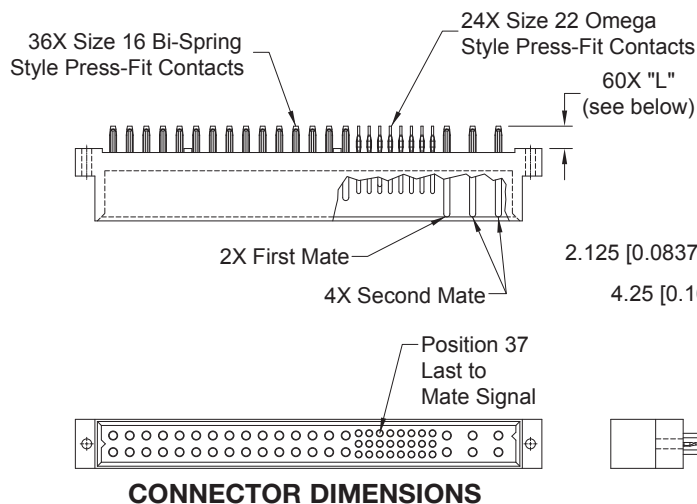 36X Size 16 Bi-Spring
Style Press-Fit Contacts
24X Size 22 Omega
Style Press-Fit Contacts
60X "L"
(see below)
2X First Mate
4X Second Mate
2.125 [0.0837
4.25 [0.1
Position 37
Last to
Mate Signal
CONNECTOR DIMENSIONS